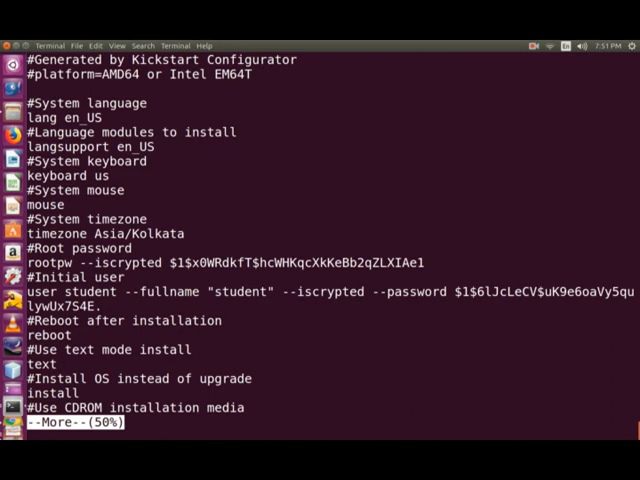 Terminal File Edit View Search Terminal Help En 7:51 PM
#Generated by Kickstart Configurator
#platform=AMD64 or Intel EM64T
#System language
lang en_US
#Language modules to install
langsupport en_US
#System keyboard
keyboard us
#System mouse
mouse
#System timezone
timezone Asia/Kolkata
#Root password
rootpw --iscrypted $1$x0WRdkfT$hcWHKqcXkKeBb2qZLXIAe1
#Initial user
user student --fullname "student" --iscrypted --password $1$6lJcLeCV$uK9e6oaVy5qu
lywUx7S4E.
#Reboot after installation
reboot
#Use text mode install
text
#Install OS instead of upgrade
install
#Use CDROM installation media
--More--(50%)